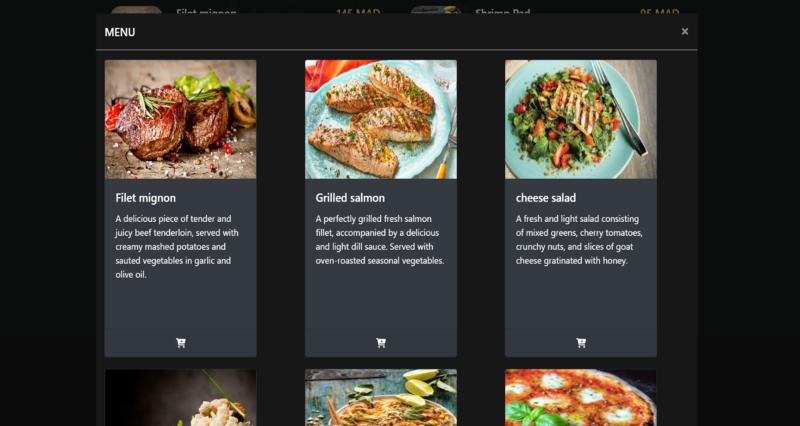 Filet mignon 145 MAD Shrimp Pad 95 MAD
MENU ×
Filet mignon
A delicious piece of tender and
juicy beef tenderloin, served with
creamy mashed potatoes and
sauted vegetables in garlic and
olive oil.
Grilled salmon
A perfectly grilled fresh salmon
fillet, accompanied by a delicious
and light dill sauce. Served with
oven-roasted seasonal vegetables.
cheese salad
A fresh and light salad consisting
of mixed greens, cherry tomatoes,
crunchy nuts, and slices of goat
cheese gratinated with honey.